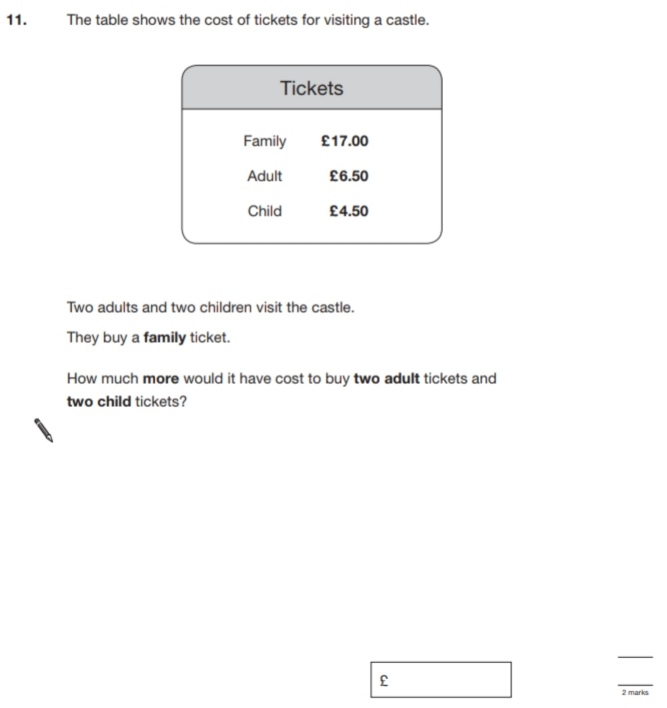 11. The table shows the cost of tickets for visiting a castle.
Tickets
Family £17.00
Adult £6.50
Child £4.50
Two adults and two children visit the castle.
They buy a family ticket.
How much more would it have cost to buy two adult tickets and
two child tickets?
£
2 marks